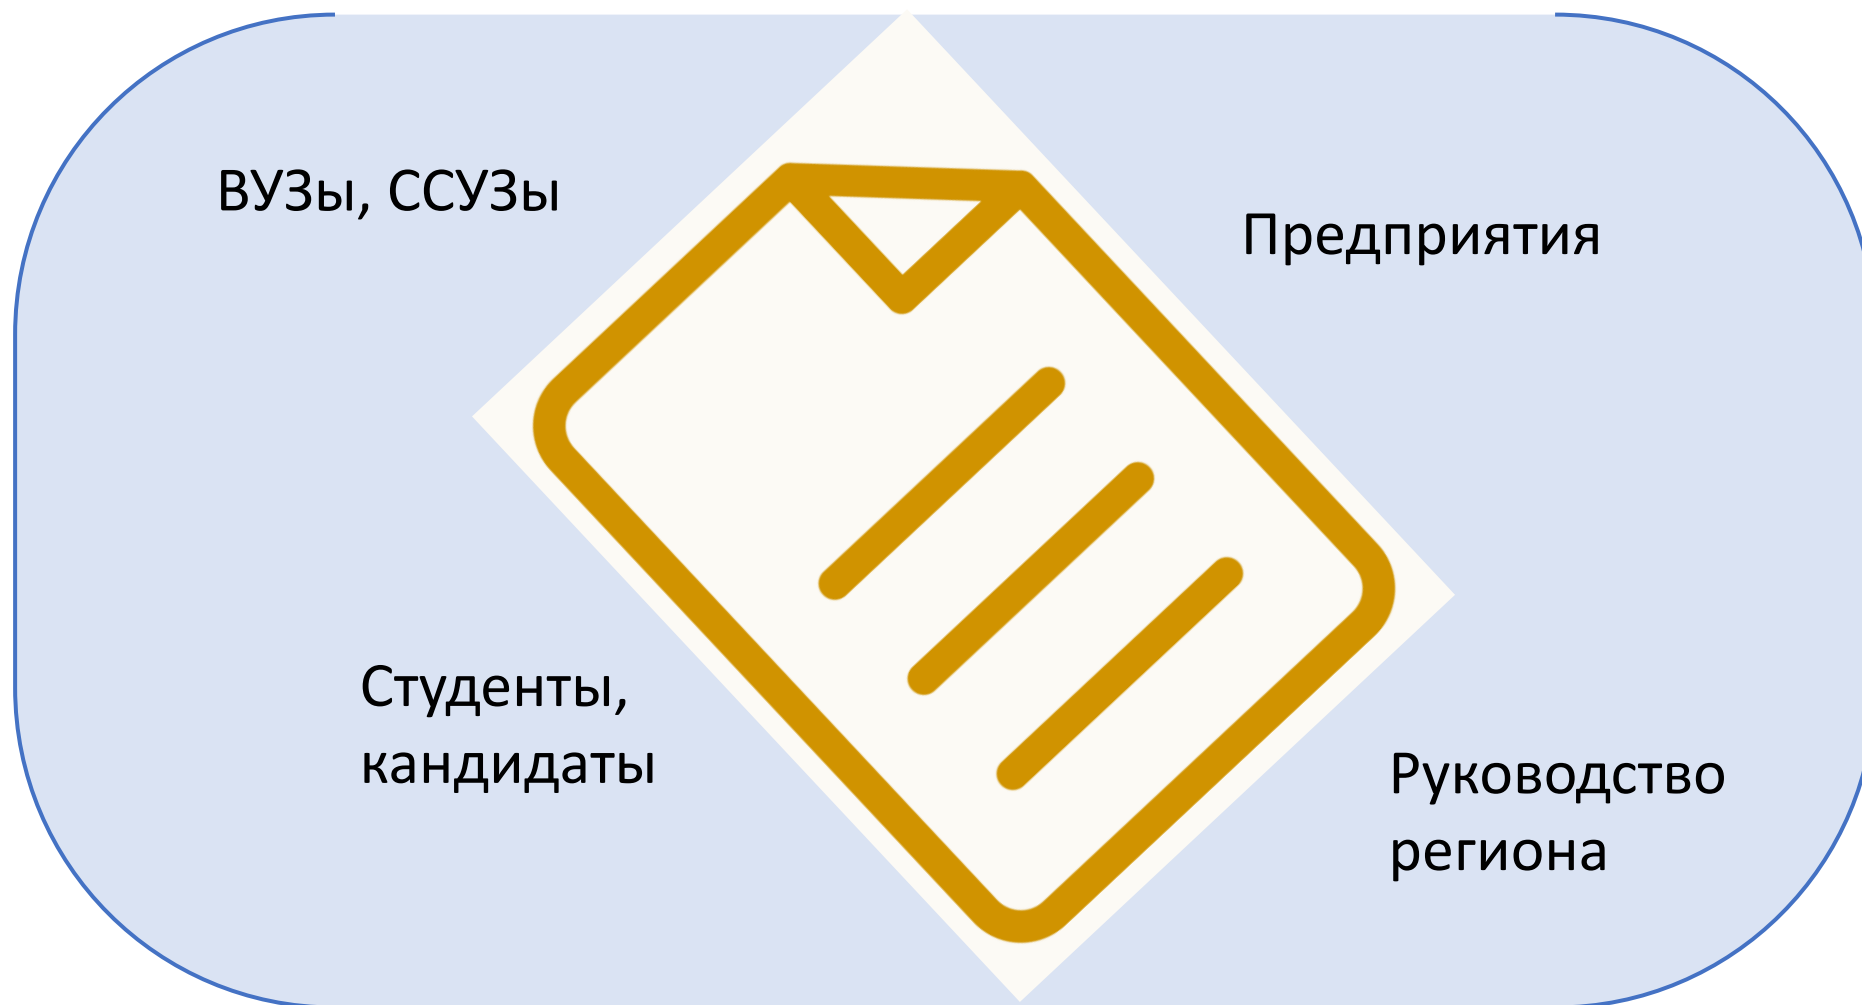 ВУЗы, ССУЗы
Предприятия
Студенты,
кандидаты
Руководство
региона